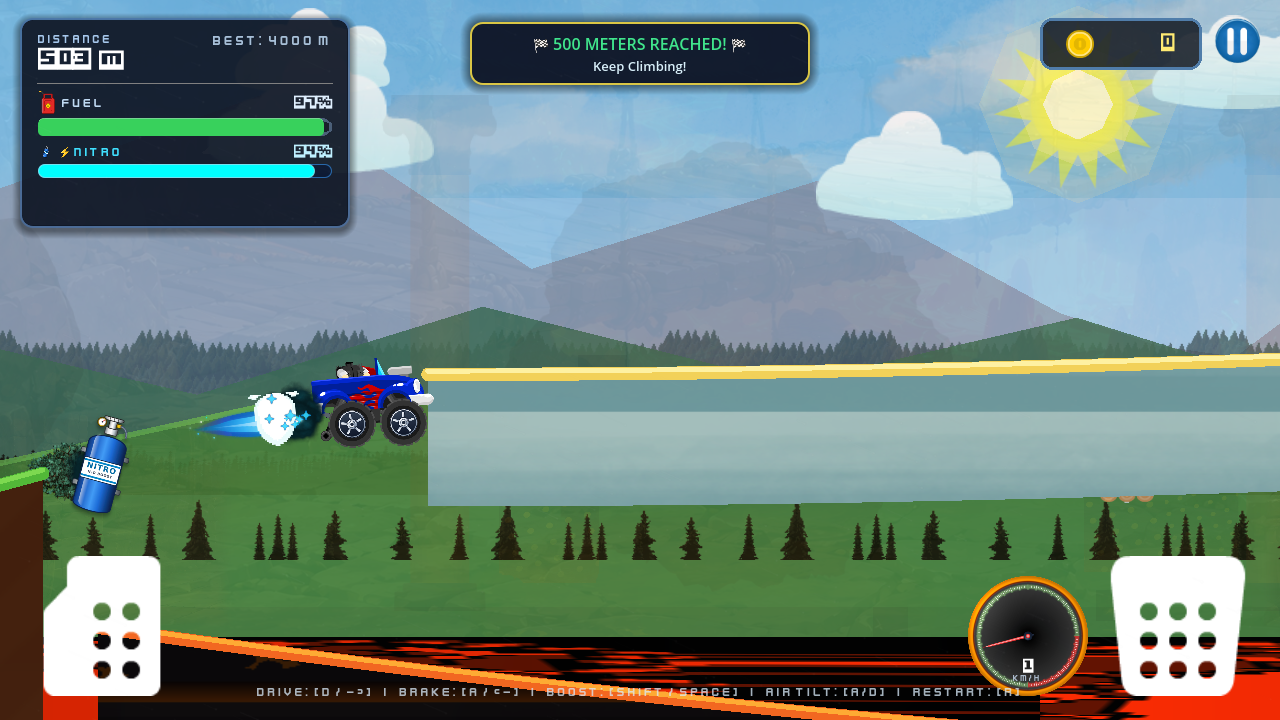 DISTANCE
BEST: 4000 M
503 m
FUEL
97%
NITRO
94%
500 METERS REACHED!
Keep Climbing!
0
NITRO
1
KM/H
DRIVE: [D / ->] | BRAKE: [A / <-] | BOOST: [SHIFT / SPACE] | AIR TILT: [A/D] | RESTART: [R]